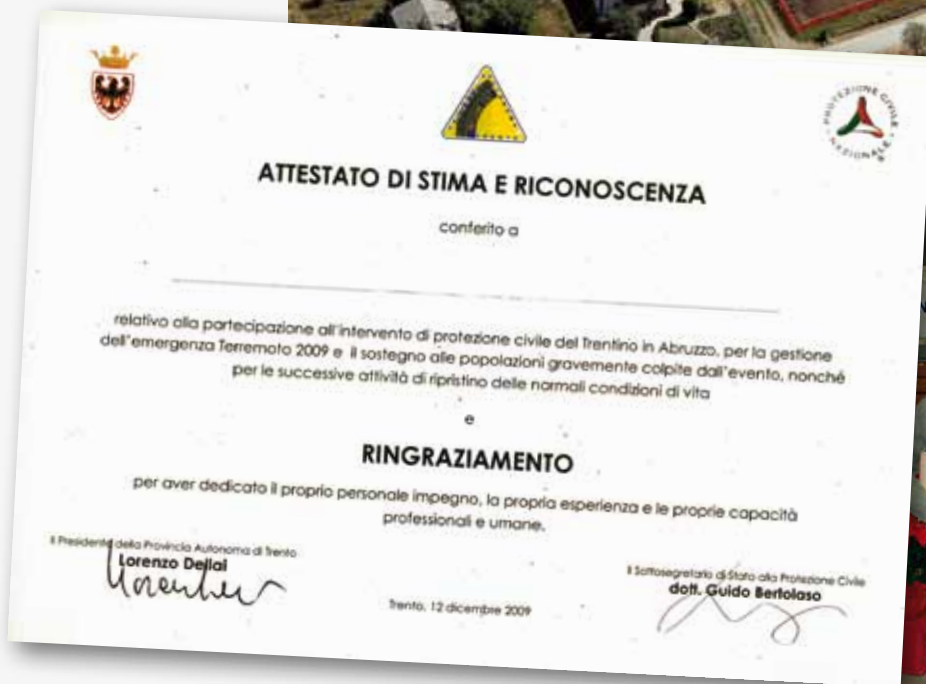 PROTEZIONE CIVILE
NAZIONALE
ATTESTATO DI STIMA E RICONOSCENZA
conferito a
relativo alla partecipazione all'intervento di protezione civile del Trentino in Abruzzo, per la gestione
dell'emergenza Terremoto 2009 e il sostegno alle popolazioni gravemente colpite dall'evento, nonché
per le successive attività di ripristino delle normali condizioni di vita
e
RINGRAZIAMENTO
per aver dedicato il proprio personale impegno, la propria esperienza e le proprie capacità
professionali e umane.
Il Presidente della Provincia Autonoma di Trento
Lorenzo Dellai
Trento, 12 dicembre 2009
Il Sottosegretario di Stato alla Protezione Civile
dott. Guido Bertolaso